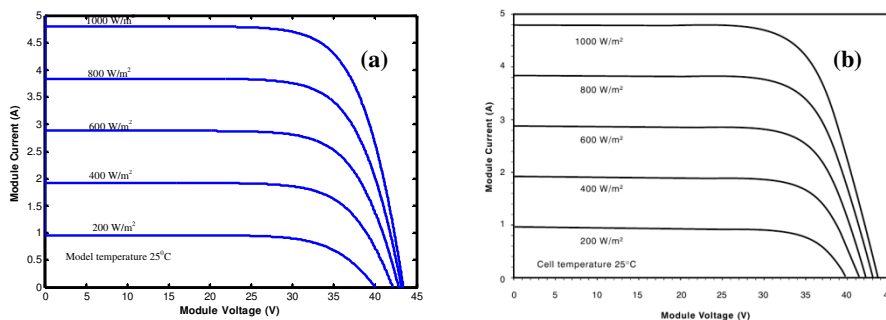 5
4.5
4
3.5
3
2.5
2
1.5
1
0.5
0
Module Current (A)
1000 W/m²
800 W/m²
600 W/m²
400 W/m²
200 W/m²
(a)
Model temperature 25⁰C
0 5 10 15 20 25 30 35 40 45
Module Voltage (V)
5
4
3
2
1
0
Module Current (A)
1000 W/m²
800 W/m²
600 W/m²
400 W/m²
200 W/m²
(b)
Cell temperature 25°C
0 5 10 15 20 25 30 35 40
Module Voltage (V)